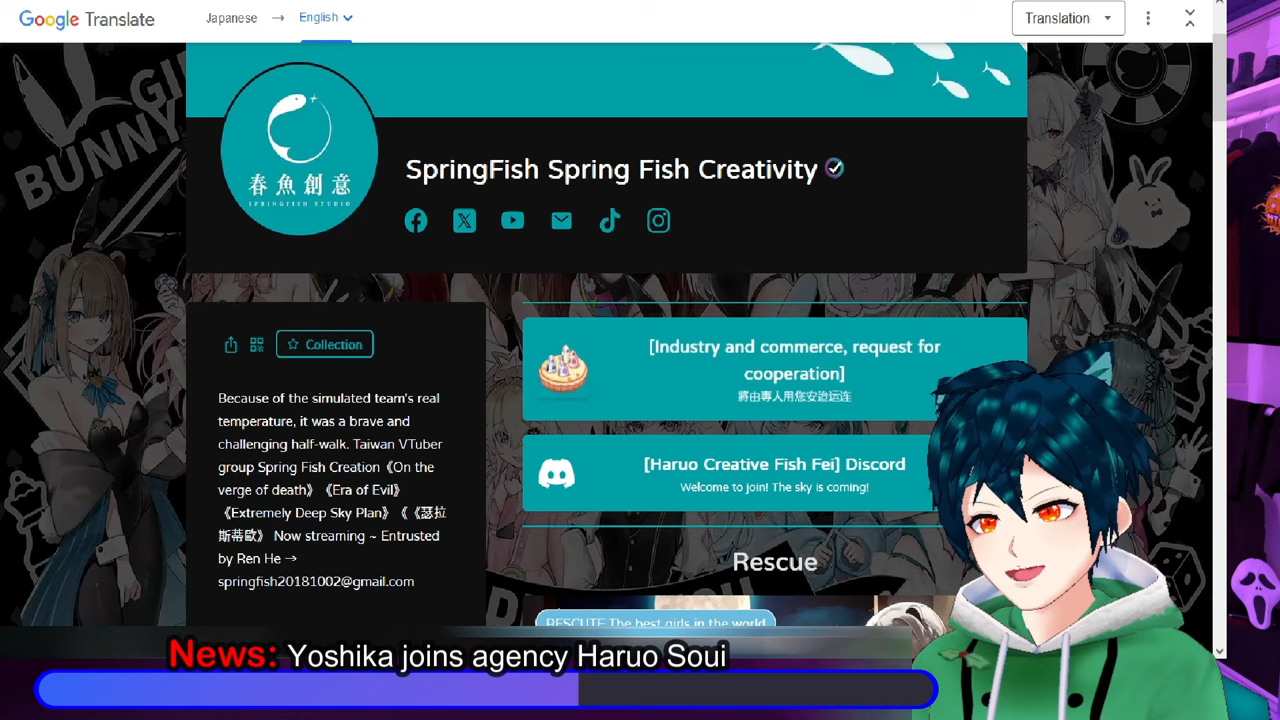 Google Translate
Japanese → English
Translation
BUNNY GI
春魚創意
SPRINGFISH STUDIO
SpringFish Spring Fish Creativity
Collection
Because of the simulated team's real
temperature, it was a brave and
challenging half-walk. Taiwan VTuber
group Spring Fish Creation《On the
verge of death》《Era of Evil》
《Extremely Deep Sky Plan》《《瑟拉
斯蒂歐》 Now streaming ~ Entrusted
by Ren He →
springfish20181002@gmail.com
[Industry and commerce, request for
cooperation]
[Haruo Creative Fish Fei] Discord
Welcome to join! The sky is coming!
Rescue
RESCUTE The best girls in the world
News: Yoshika joins agency Haruo Soui